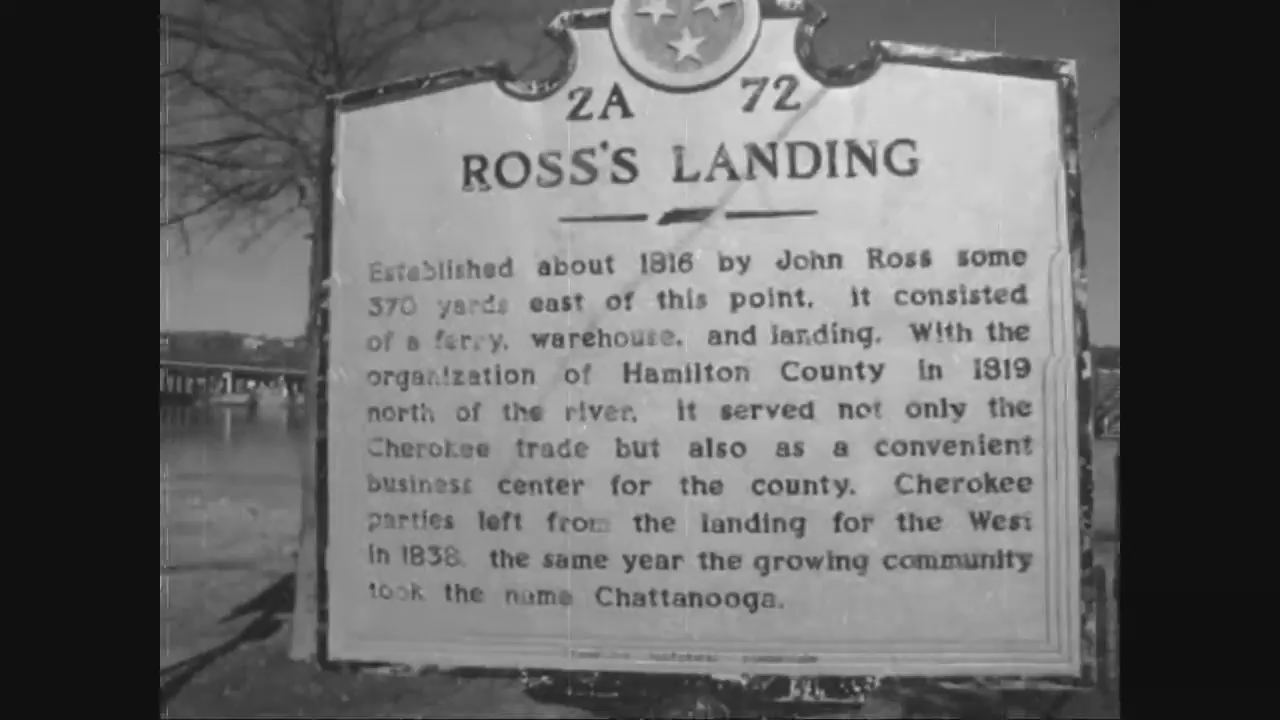 2A 72
ROSS'S LANDING
Established about 1816 by John Ross some
370 yards east of this point, it consisted
of a ferry, warehouse, and landing. With the
organization of Hamilton County in 1819
north of the river, it served not only the
Cherokee trade but also as a convenient
business center for the county. Cherokee
parties left from the landing for the West
in 1838, the same year the growing community
took the name Chattanooga.